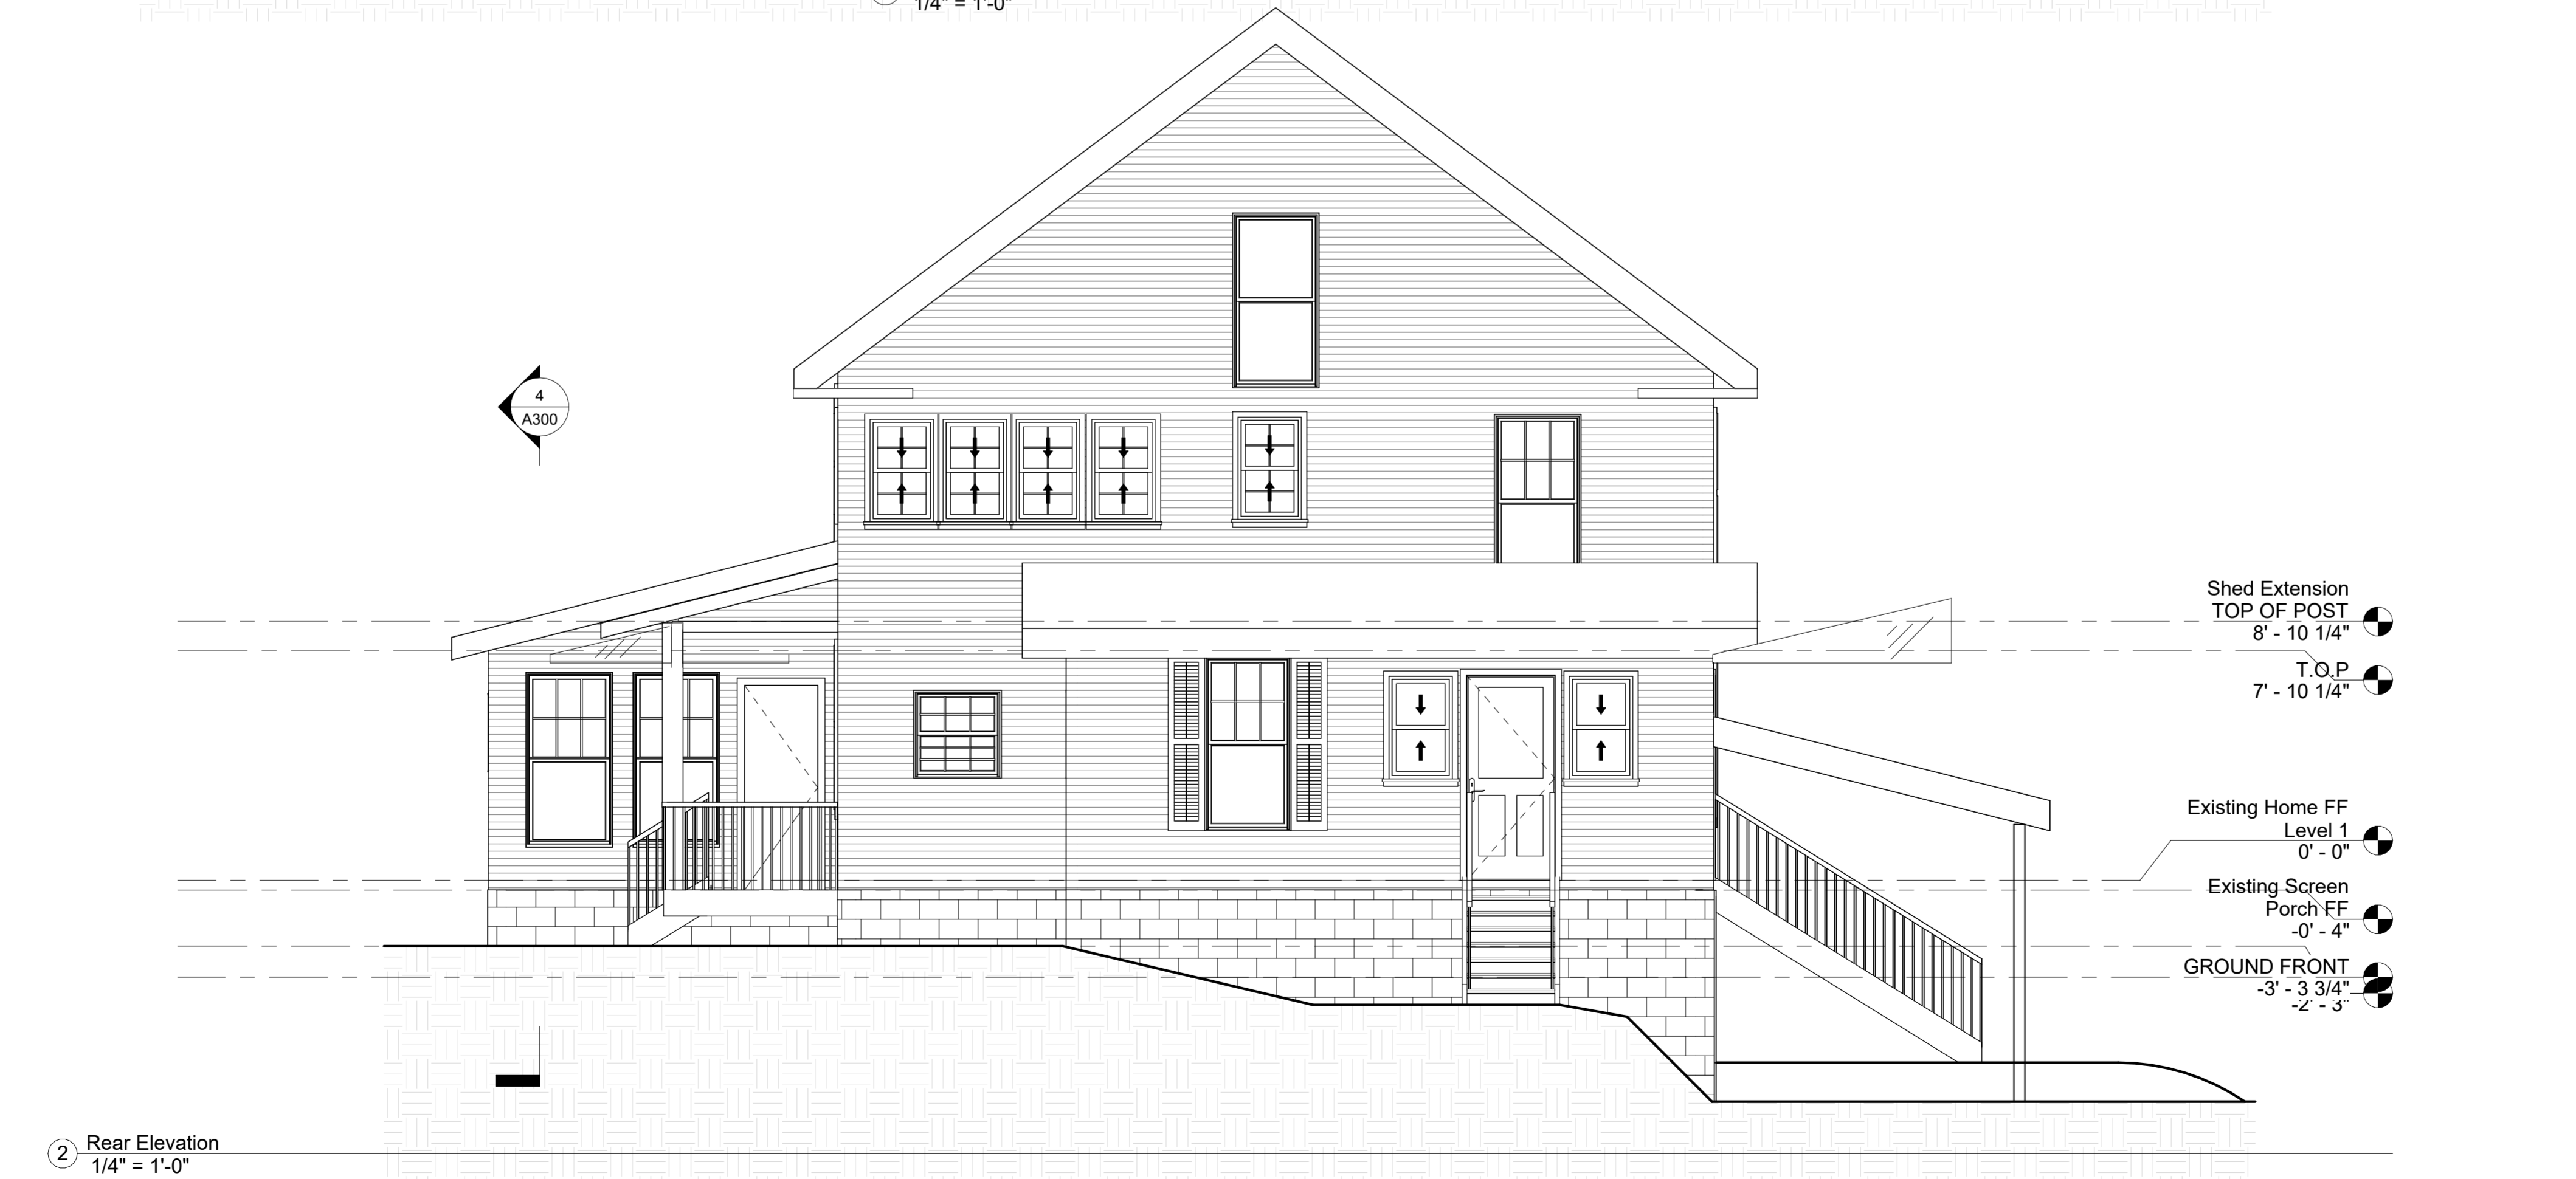 1/4" = 1'-0"
4
A300
Shed Extension
TOP OF POST
8' - 10 1/4"
T.O.P
7' - 10 1/4"
Existing Home FF
Level 1
0' - 0"
Existing Screen
Porch FF
-0' - 4"
GROUND FRONT
-3' - 3 3/4"
-2' - 3"
2
Rear Elevation
1/4" = 1'-0"